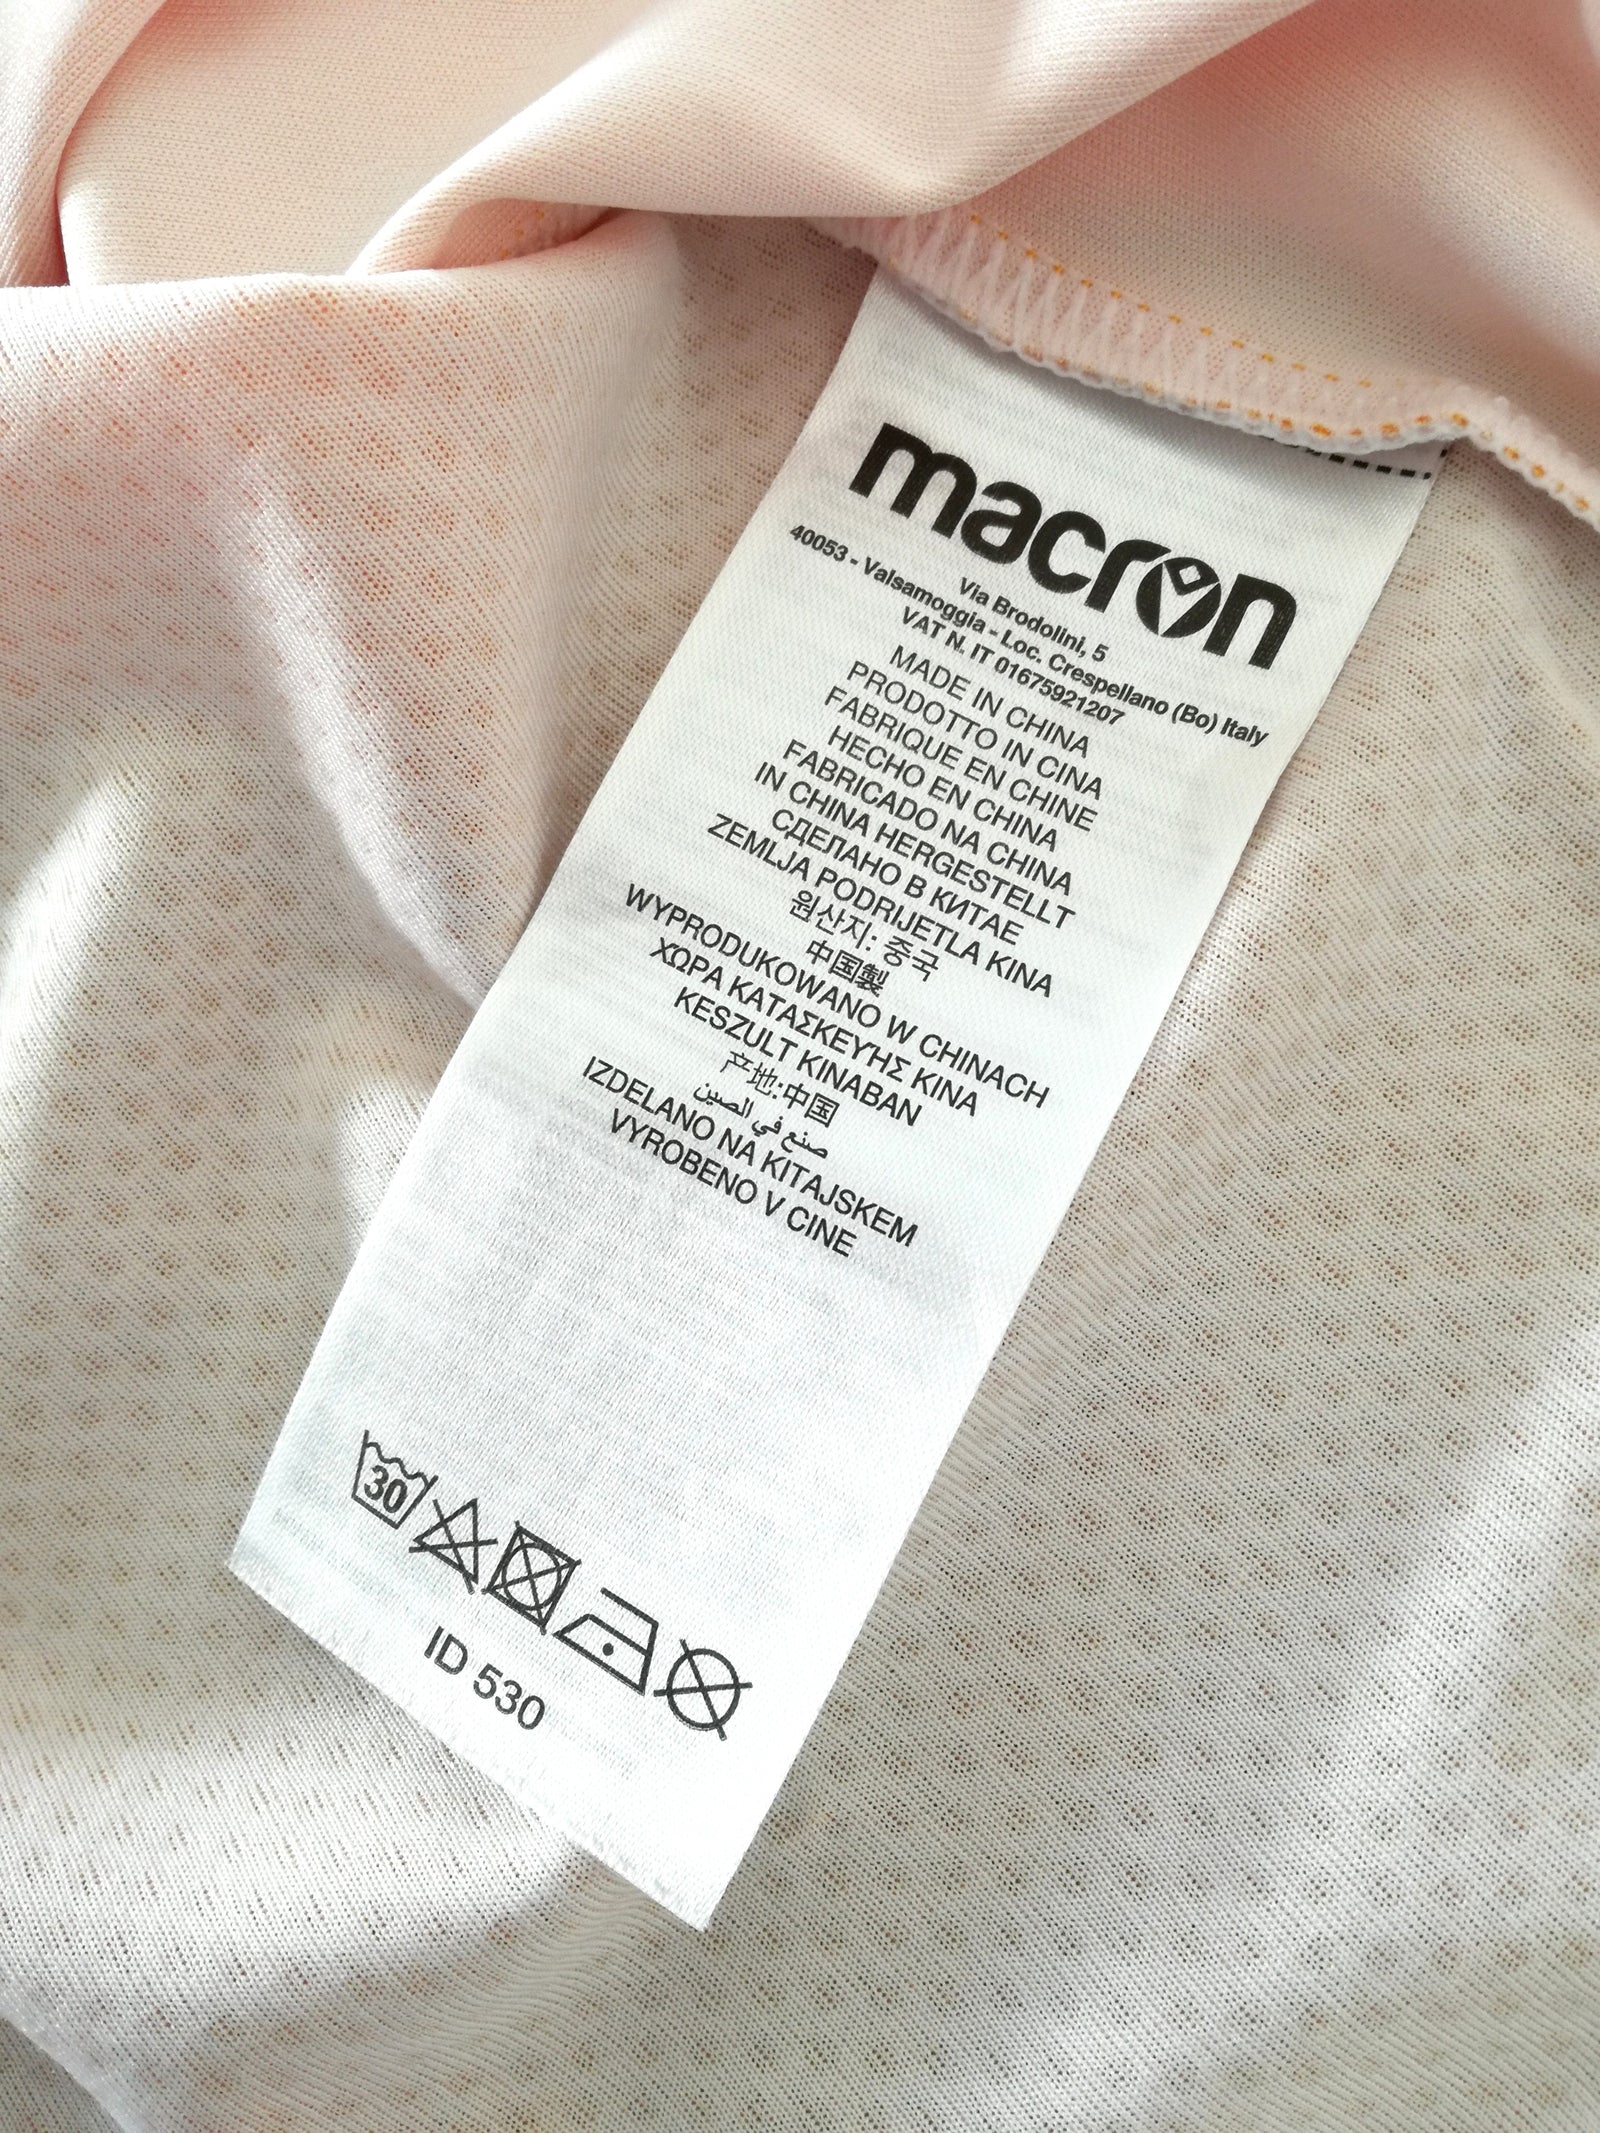 macron
Via Brodolini, 5
40053 - Valsamoggia - Loc. Crespellano (Bo) Italy
VAT N. IT 01675921207
MADE IN CHINA
PRODOTTO IN CINA
FABRIQUE EN CHINE
HECHO EN CHINA
FABRICADO NA CHINA
IN CHINA HERGESTELLT
СДЕЛАНО В КИТАЕ
ZEMLJA PODRIJETLA KINA
원산지: 중국
中国製
WYPRODUKOWANO W CHINACH
ΧΩΡΑ ΚΑΤΑΣΚΕΥΉΣ ΚΙΝΑ
KESZULT KINABAN
产地:中国
صنع في الصين
IZDELANO NA KITAJSKEM
VYROBENO V CINE
30
ID 530